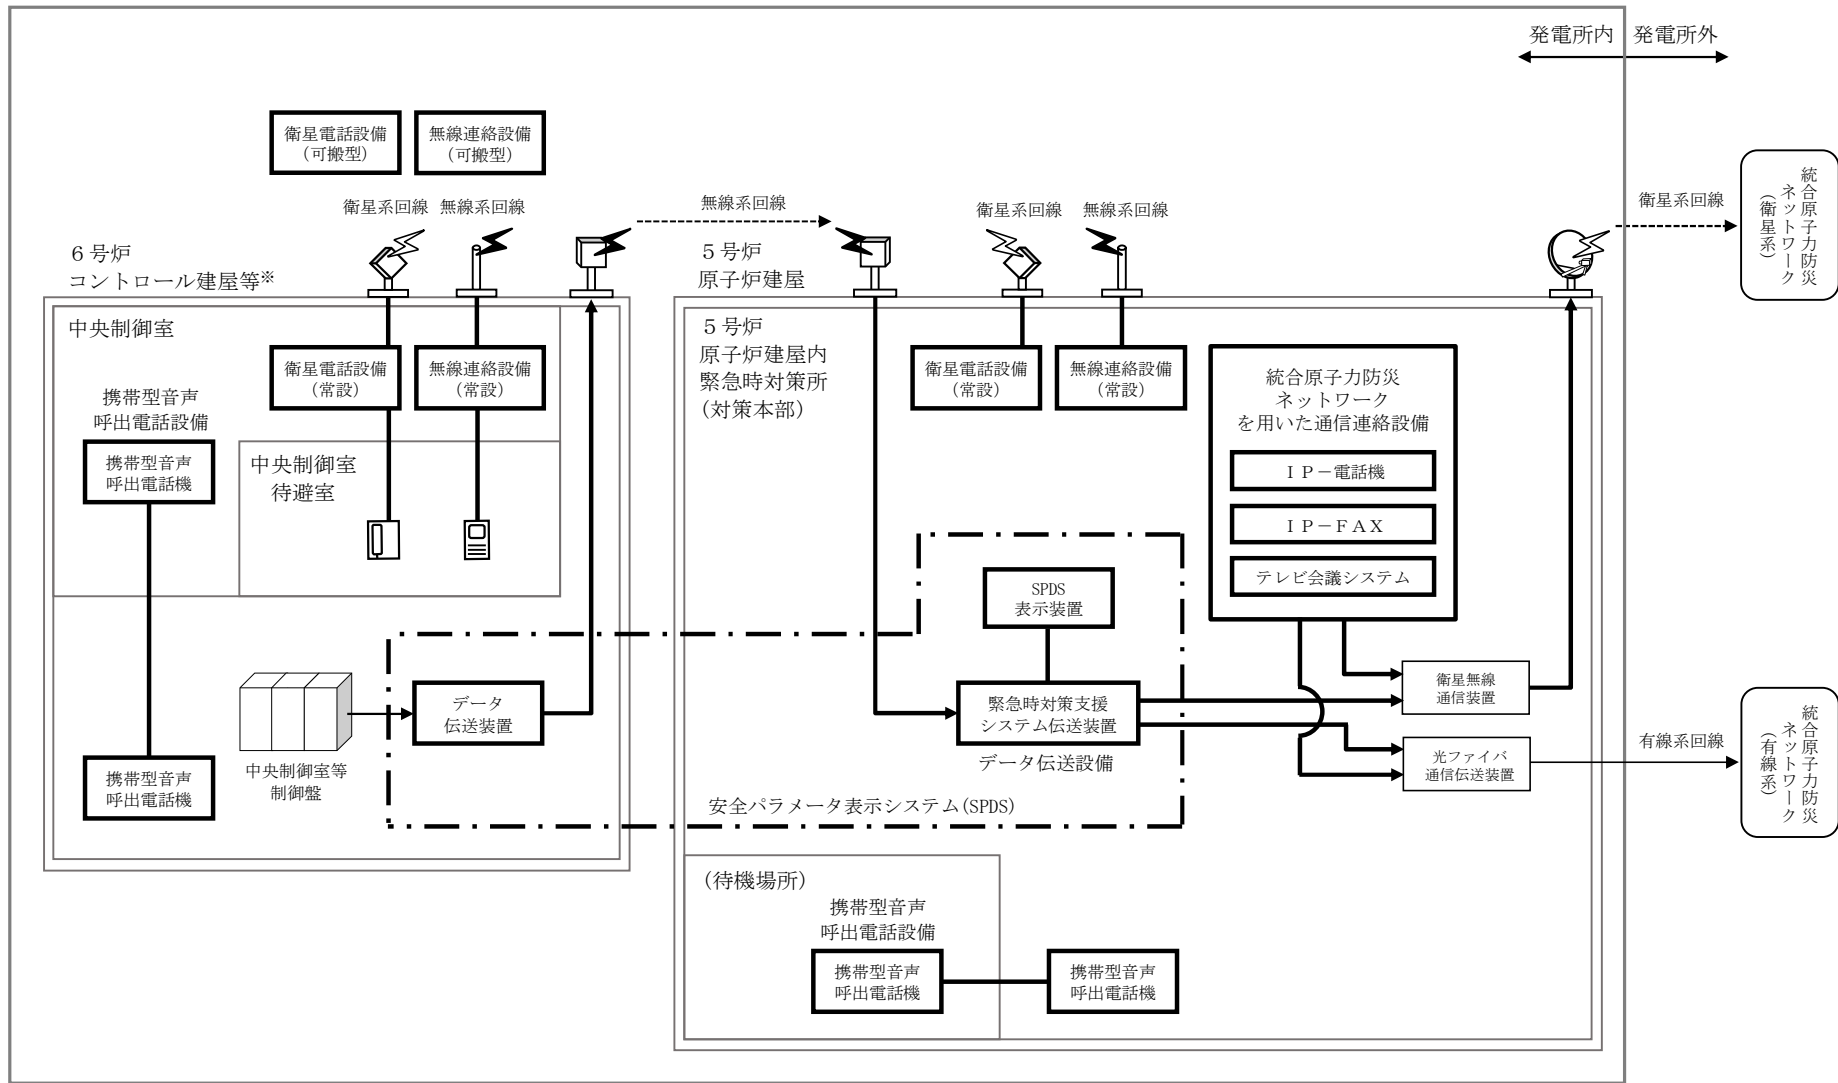 発電所内
発電所外
衛星電話設備
(可搬型)
無線連絡設備
(可搬型)
衛星系回線
無線系回線
無線系回線
衛星系回線
無線系回線
衛星系回線
統合原子力防災
ネットワーク
(衛星系)
6号炉
コントロール建屋等※
5号炉
原子炉建屋
中央制御室
衛星電話設備
(常設)
無線連絡設備
(常設)
携帯型音声
呼出電話設備
携帯型音声
呼出電話機
中央制御室
待避室
中央制御室等
制御盤
データ
伝送装置
携帯型音声
呼出電話機
5号炉
原子炉建屋内
緊急時対策所
(対策本部)
衛星電話設備
(常設)
無線連絡設備
(常設)
統合原子力防災
ネットワーク
を用いた通信連絡設備
IP-電話機
IP-FAX
テレビ会議システム
SPDS
表示装置
緊急時対策支援
システム伝送装置
データ伝送設備
安全パラメータ表示システム(SPDS)
衛星無線
通信装置
光ファイバ
通信伝送装置
有線系回線
統合原子力防災
ネットワーク
(有線系)
(待機場所)
携帯型音声
呼出電話設備
携帯型音声
呼出電話機
携帯型音声
呼出電話機